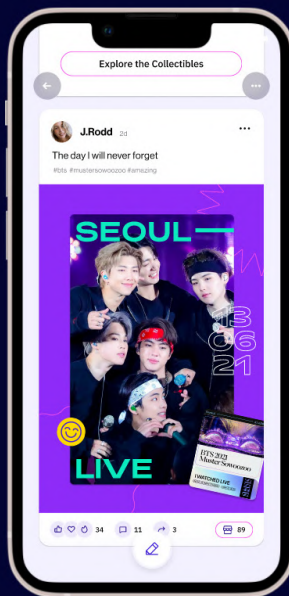 Explore the Collectibles
J.Rodd 2d
The day I will never forget
#bts #mustersowoozoo #amazing
SEOUL
13
06
21
BTS 2021
Muster Sowoozoo
I WATCHED LIVE
LIVE
34 11 3 89